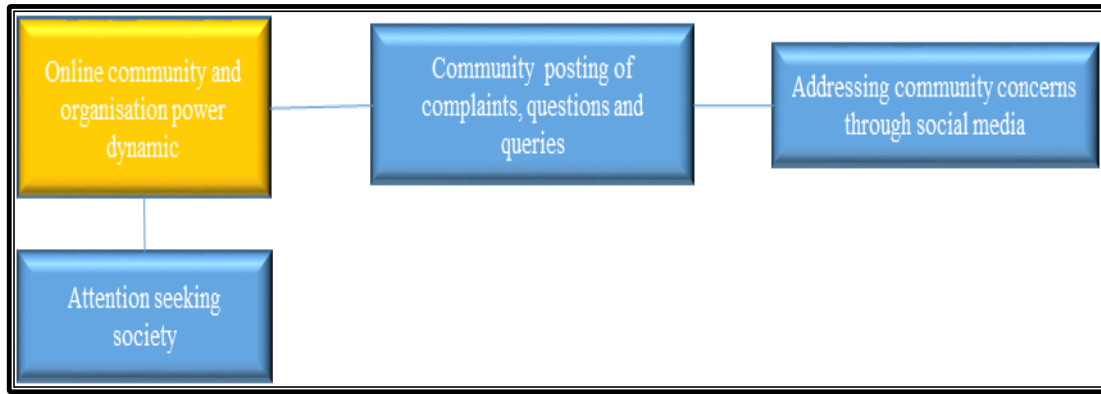 Online community and
organisation power
dynamic
Community posting of
complaints, questions and
queries
Addressing community concerns
through social media
Attention seeking
society